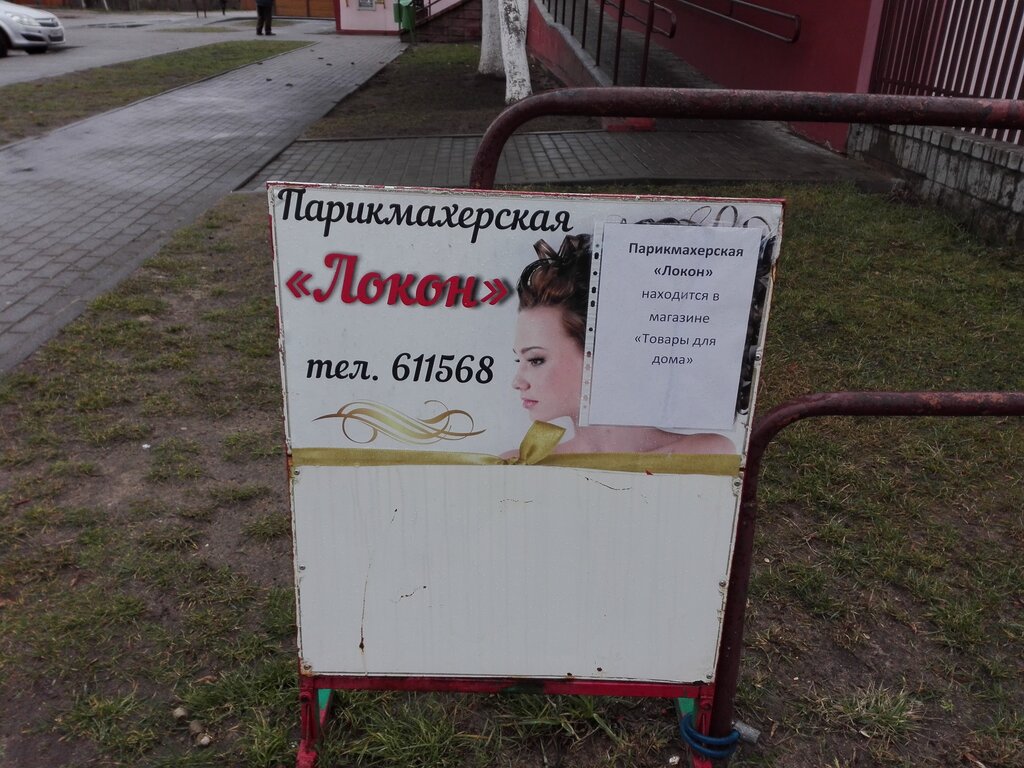 Парикмахерская
«Локон»
тел. 611568
Парикмахерская
«Локон»
находится в
магазине
«Товары для
дома»